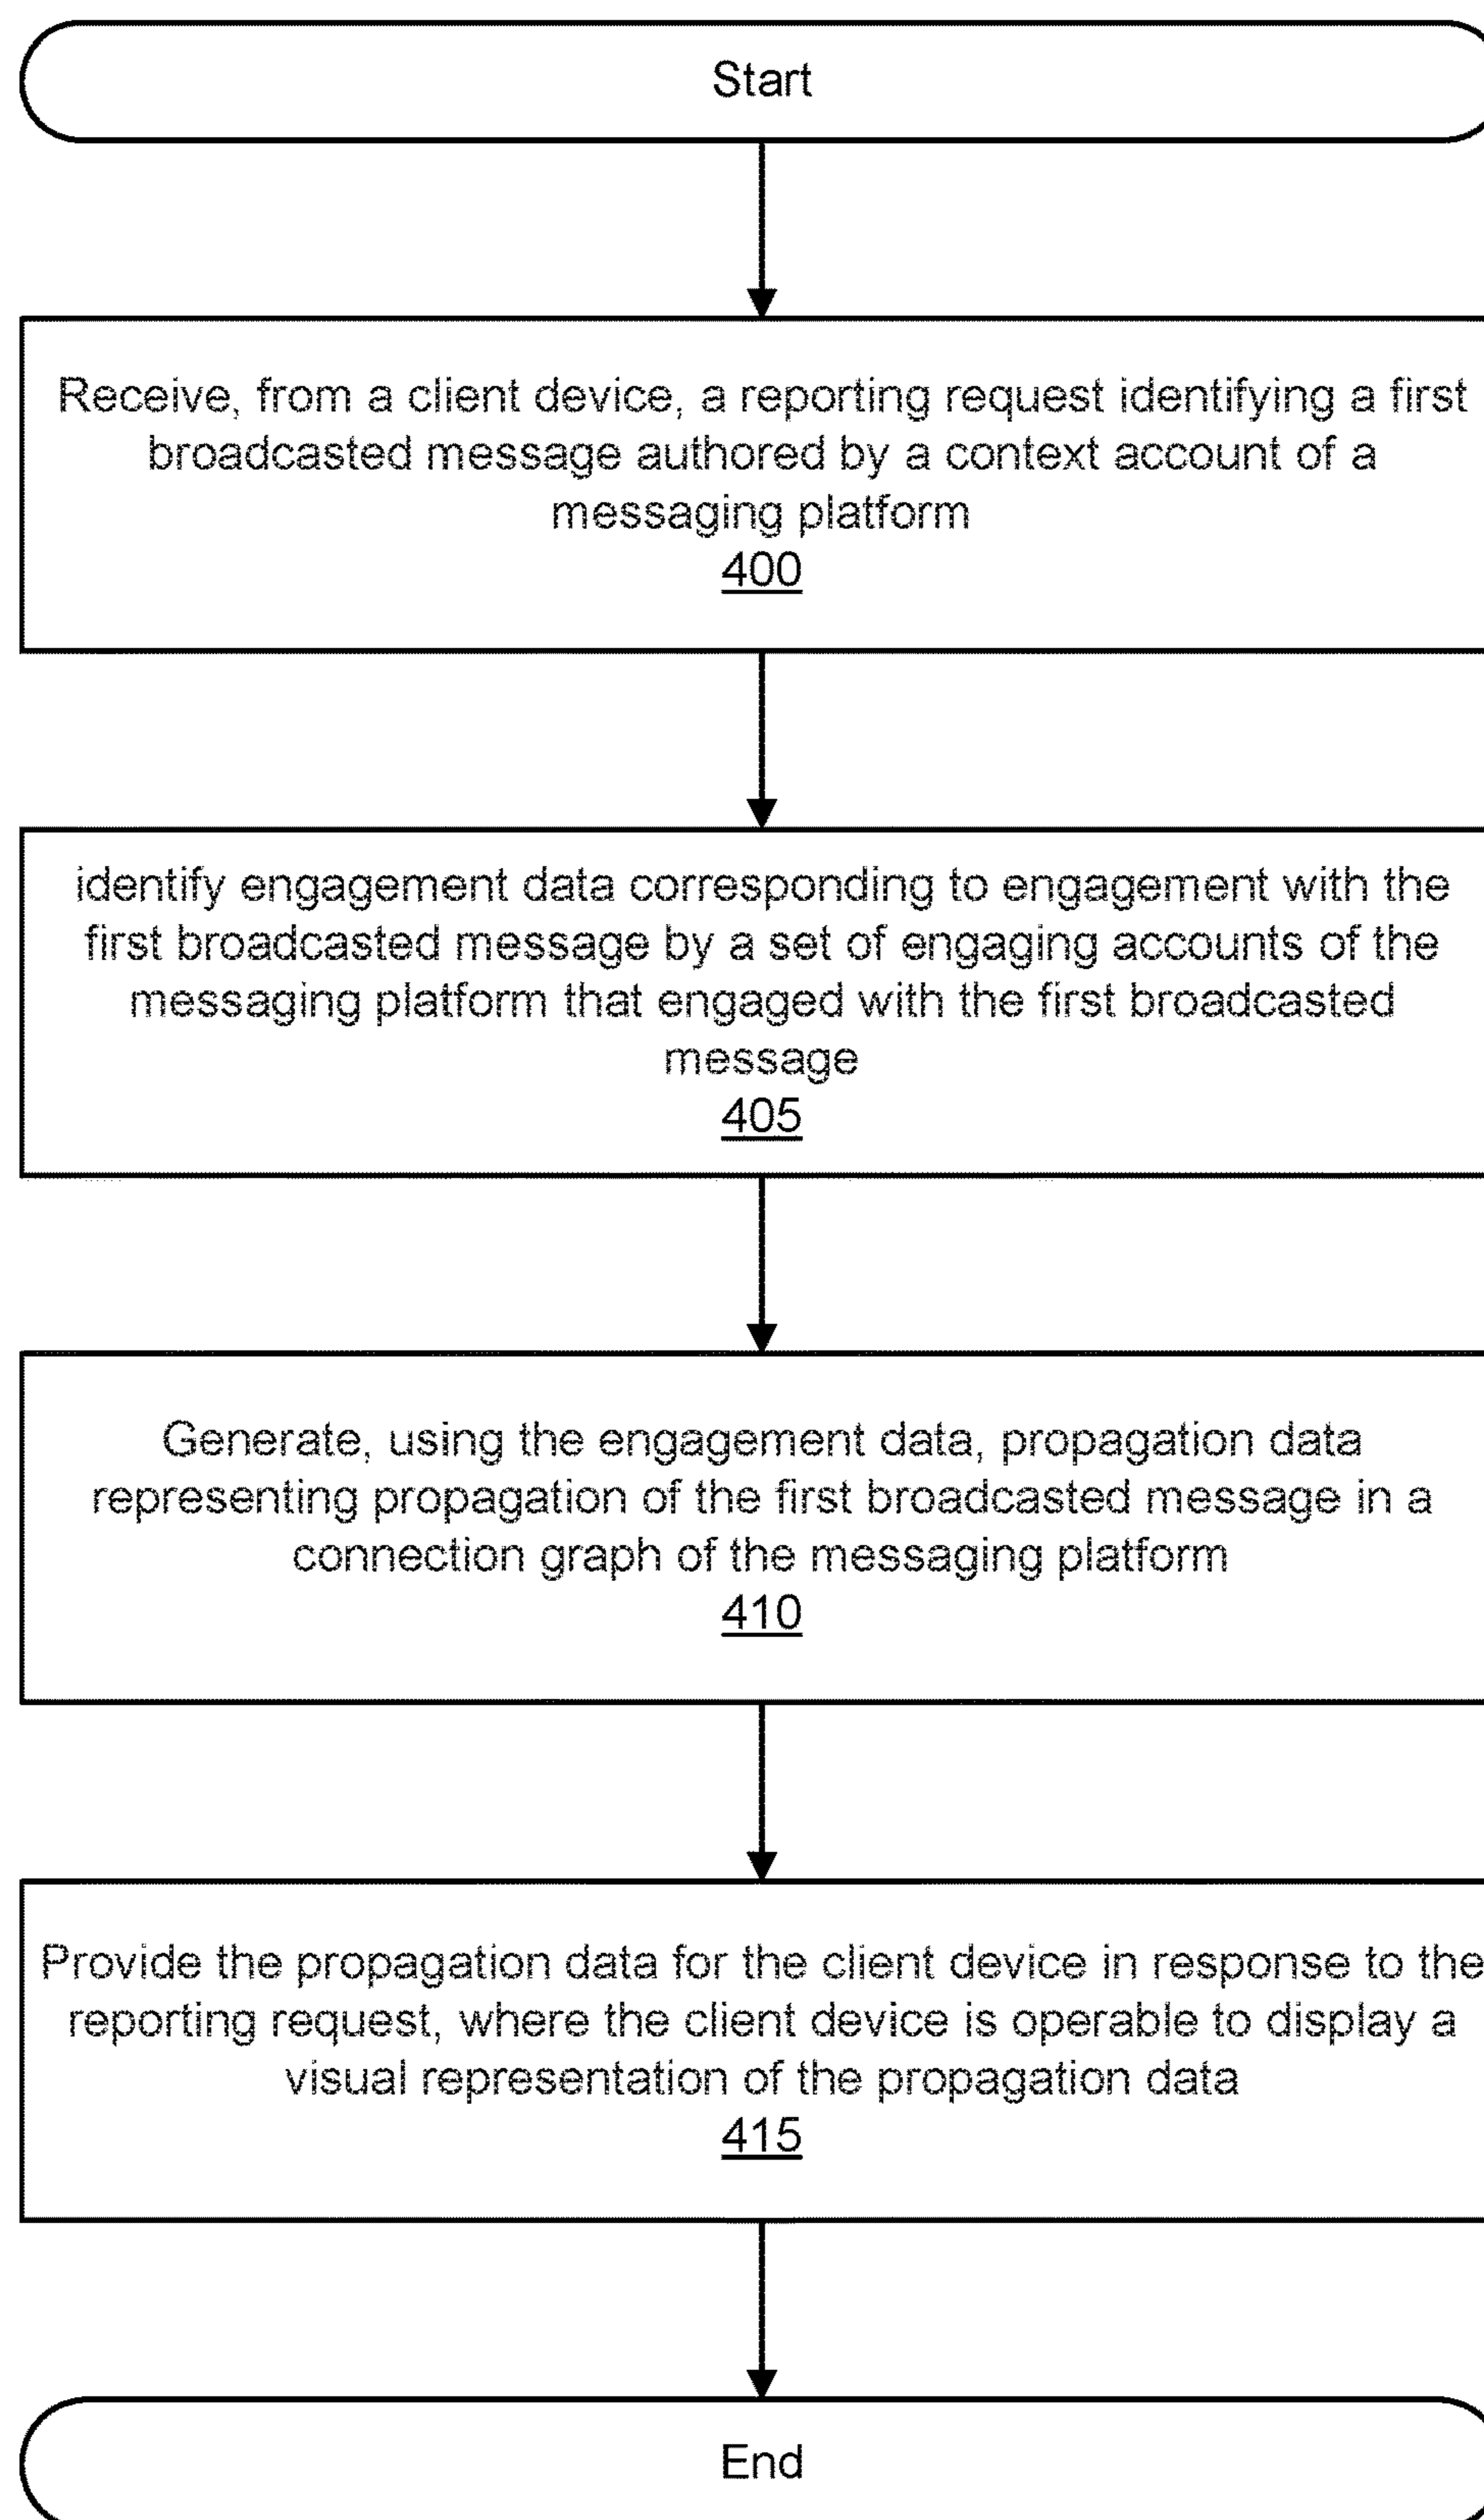 Start
Receive, from a client device, a reporting request identifying a first
broadcasted message authored by a context account of a
messaging platform
400
identify engagement data corresponding to engagement with the
first broadcasted message by a set of engaging accounts of the
messaging platform that engaged with the first broadcasted
message
405
Generate, using the engagement data, propagation data
representing propagation of the first broadcasted message in a
connection graph of the messaging platform
410
Provide the propagation data for the client device in response to the
reporting request, where the client device is operable to display a
visual representation of the propagation data
415
End